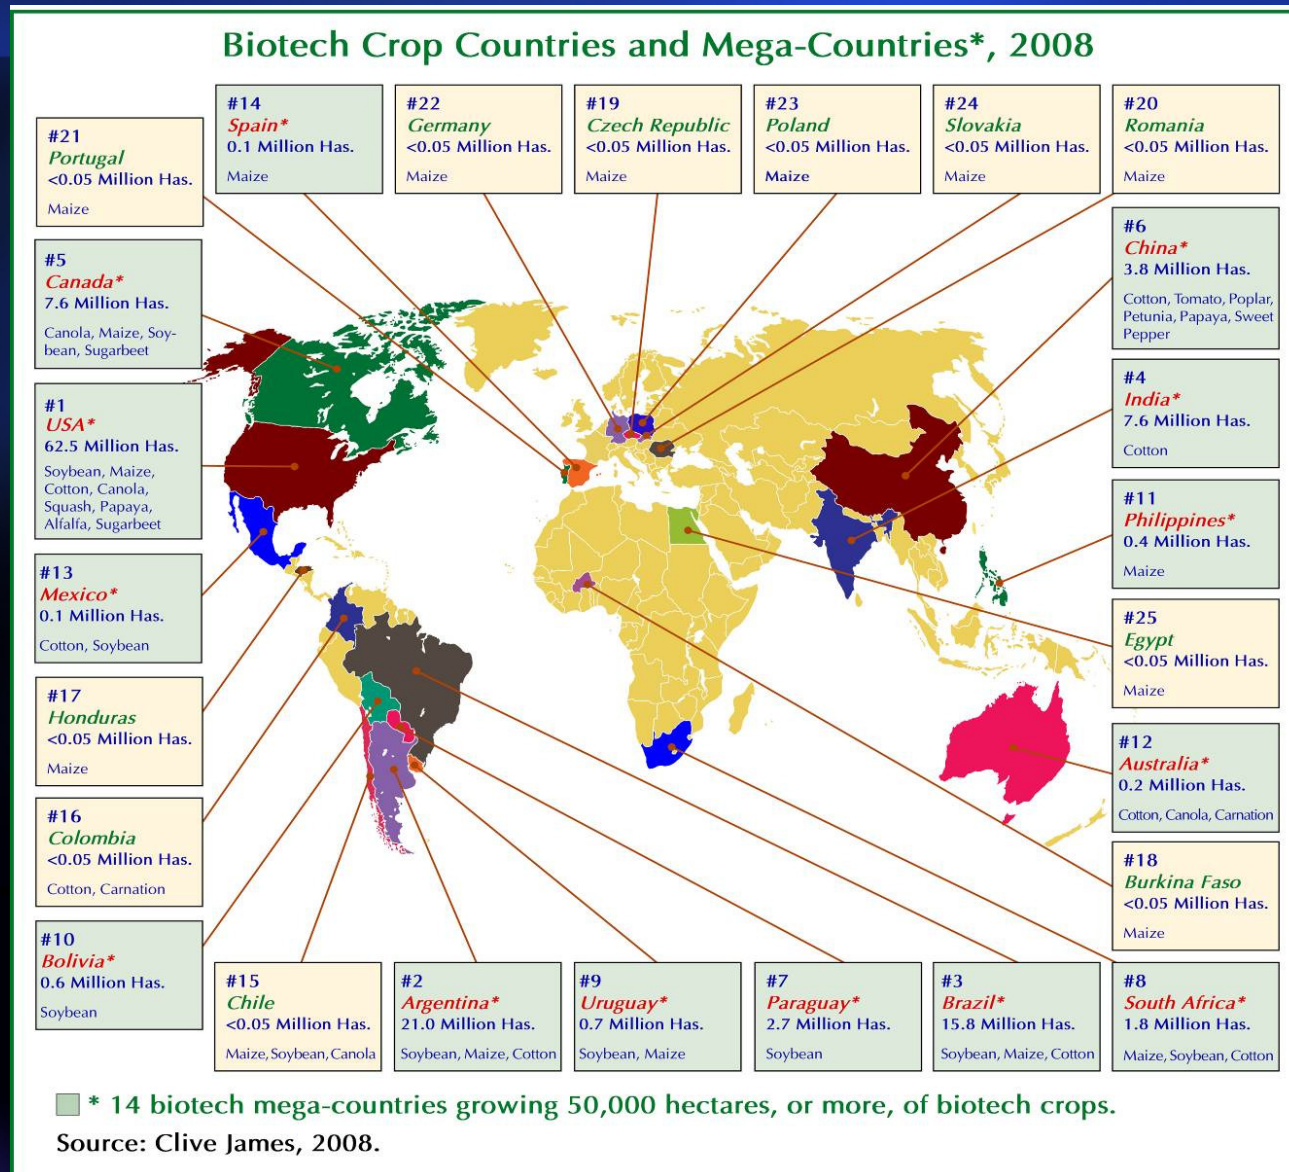 Biotech Crop Countries and Mega-Countries*, 2008
#21
Portugal
<0.05 Million Has.
Maize
#14
Spain*
0.1 Million Has.
Maize
#22
Germany
<0.05 Million Has.
Maize
#19
Czech Republic
<0.05 Million Has.
Maize
#23
Poland
<0.05 Million Has.
Maize
#24
Slovakia
<0.05 Million Has.
Maize
#20
Romania
<0.05 Million Has.
Maize
#5
Canada*
7.6 Million Has.
Canola, Maize, Soy-
bean, Sugarbeet
#1
USA*
62.5 Million Has.
Soybean, Maize,
Cotton, Canola,
Squash, Papaya,
Alfalfa, Sugarbeet
#13
Mexico*
0.1 Million Has.
Cotton, Soybean
#17
Honduras
<0.05 Million Has.
Maize
#16
Colombia
<0.05 Million Has.
Cotton, Carnation
#10
Bolivia*
0.6 Million Has.
Soybean
#6
China*
3.8 Million Has.
Cotton, Tomato, Poplar,
Petunia, Papaya, Sweet
Pepper
#4
India*
7.6 Million Has.
Cotton
#11
Philippines*
0.4 Million Has.
Maize
#25
Egypt
<0.05 Million Has.
Maize
#12
Australia*
0.2 Million Has.
Cotton, Canola, Carnation
#18
Burkina Faso
<0.05 Million Has.
Maize
#15
Chile
<0.05 Million Has.
Maize, Soybean, Canola
#2
Argentina*
21.0 Million Has.
Soybean, Maize, Cotton
#9
Uruguay*
0.7 Million Has.
Soybean, Maize
#7
Paraguay*
2.7 Million Has.
Soybean
#3
Brazil*
15.8 Million Has.
Soybean, Maize, Cotton
#8
South Africa*
1.8 Million Has.
Maize, Soybean, Cotton
* 14 biotech mega-countries growing 50,000 hectares, or more, of biotech crops.
Source: Clive James, 2008.